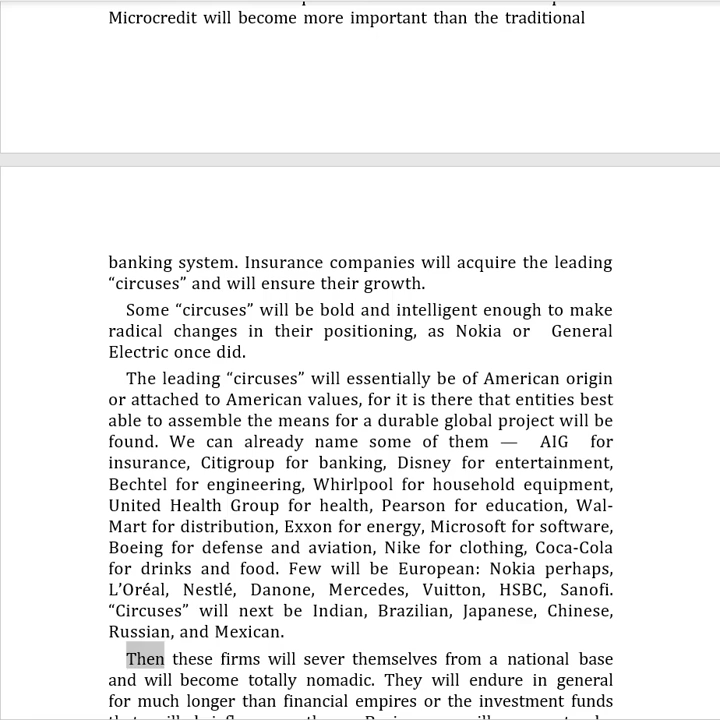 Microcredit will become more important than the traditional
banking system. Insurance companies will acquire the leading
“circuses” and will ensure their growth.
Some “circuses” will be bold and intelligent enough to make
radical changes in their positioning, as Nokia or General
Electric once did.
The leading “circuses” will essentially be of American origin
or attached to American values, for it is there that entities best
able to assemble the means for a durable global project will be
found. We can already name some of them — AIG for
insurance, Citigroup for banking, Disney for entertainment,
Bechtel for engineering, Whirlpool for household equipment,
United Health Group for health, Pearson for education, Wal-
Mart for distribution, Exxon for energy, Microsoft for software,
Boeing for defense and aviation, Nike for clothing, Coca-Cola
for drinks and food. Few will be European: Nokia perhaps,
L’Oréal, Nestlé, Danone, Mercedes, Vuitton, HSBC, Sanofi.
“Circuses” will next be Indian, Brazilian, Japanese, Chinese,
Russian, and Mexican.
Then these firms will sever themselves from a national base
and will become totally nomadic. They will endure in general
for much longer than financial empires or the investment funds